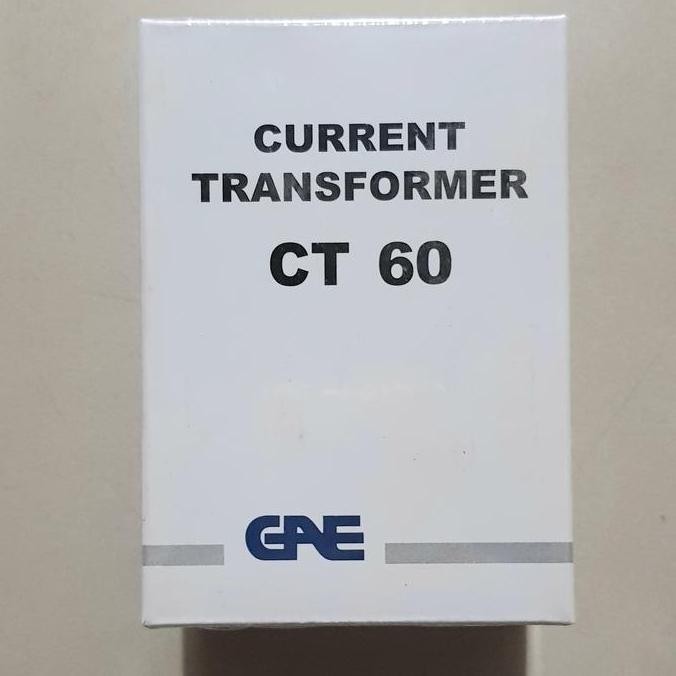 CURRENT
TRANSFORMER
CT 60
GAE